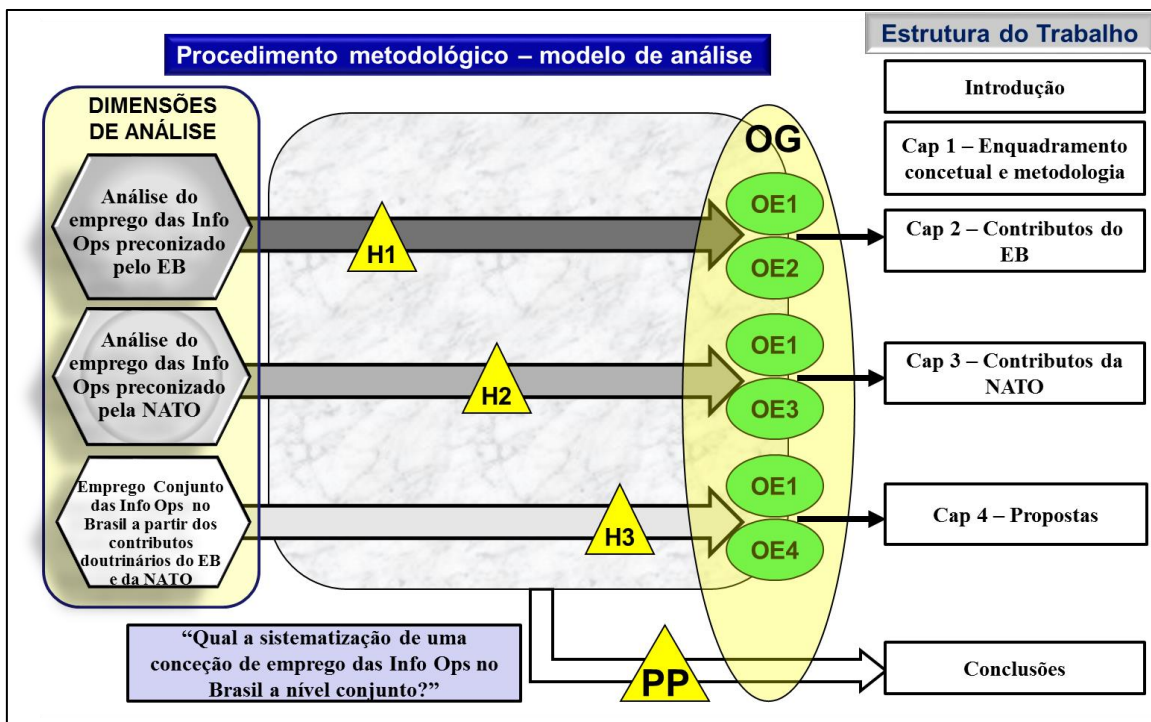 Procedimento metodológico – modelo de análise
Estrutura do Trabalho
DIMENSÕES
DE ANÁLISE
Análise do
emprego das Info
Ops preconizado
pelo EB
Análise do
emprego das Info
Ops preconizado
pela NATO
Emprego Conjunto
das Info Ops no
Brasil a partir dos
contributos
doutrinários do EB
e da NATO
H1
H2
H3
OG
OE1
OE2
OE1
OE3
OE1
OE4
Introdução
Cap 1 – Enquadramento
concetual e metodologia
Cap 2 – Contributos do
EB
Cap 3 – Contributos da
NATO
Cap 4 – Propostas
“Qual a sistematização de uma
conceção de emprego das Info Ops no
Brasil a nível conjunto?”
PP
Conclusões